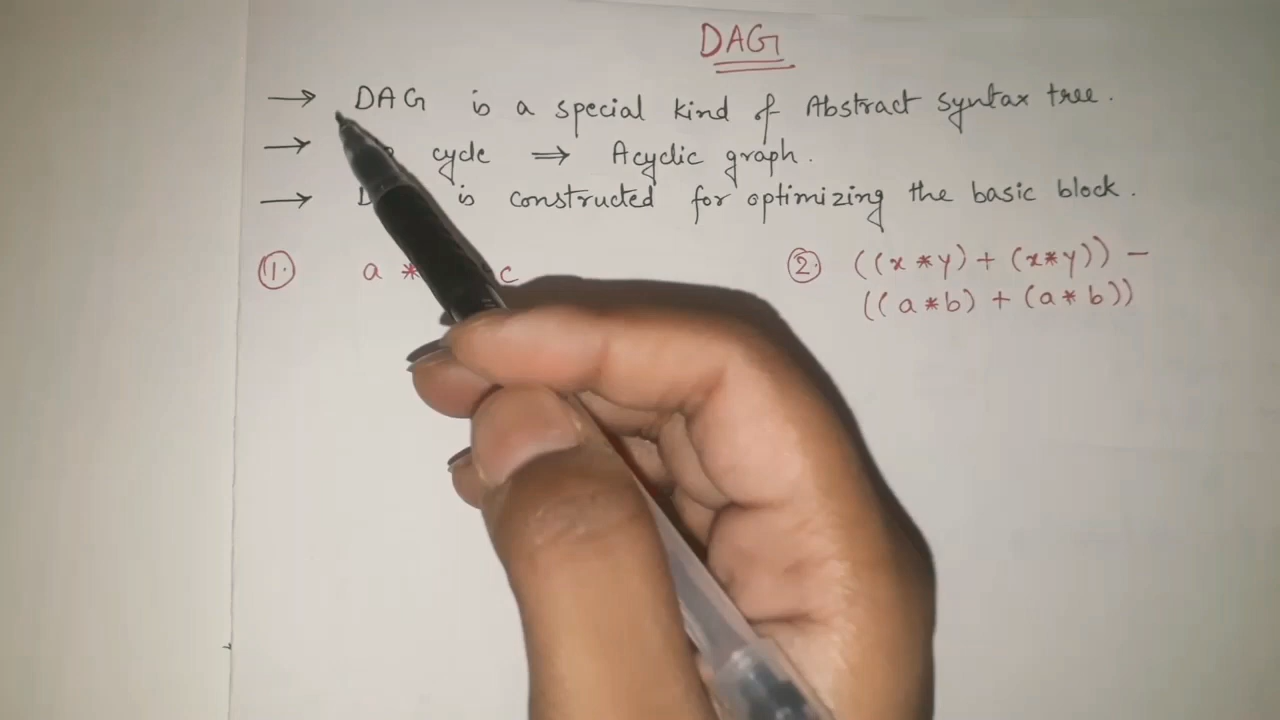 DAG
→ DAG is a special kind of Abstract syntax tree.
→ cycle ⇒ Acyclic graph.
→ is constructed for optimizing the basic block.
①. a * c
②. ((x * y) + (x * y)) -
((a * b) + (a * b))